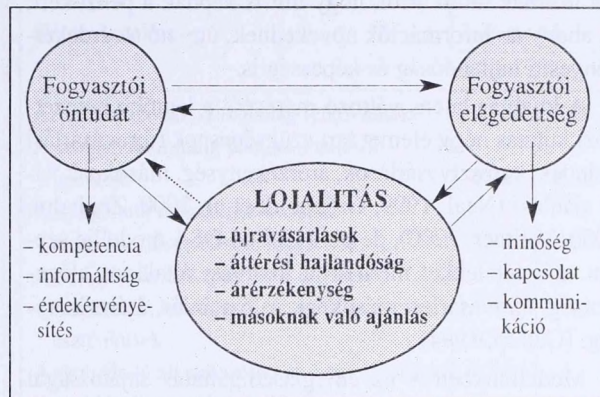 Fogyasztói
öntudat
Fogyasztói
elégedettség
LOJALITÁS
– újravásárlások
– áttérési hajlandóság
– árérzékenység
– másoknak való ajánlás
– kompetencia
– informáltság
– érdekérvénye-
sítés
– minőség
– kapcsolat
– kommuni-
káció